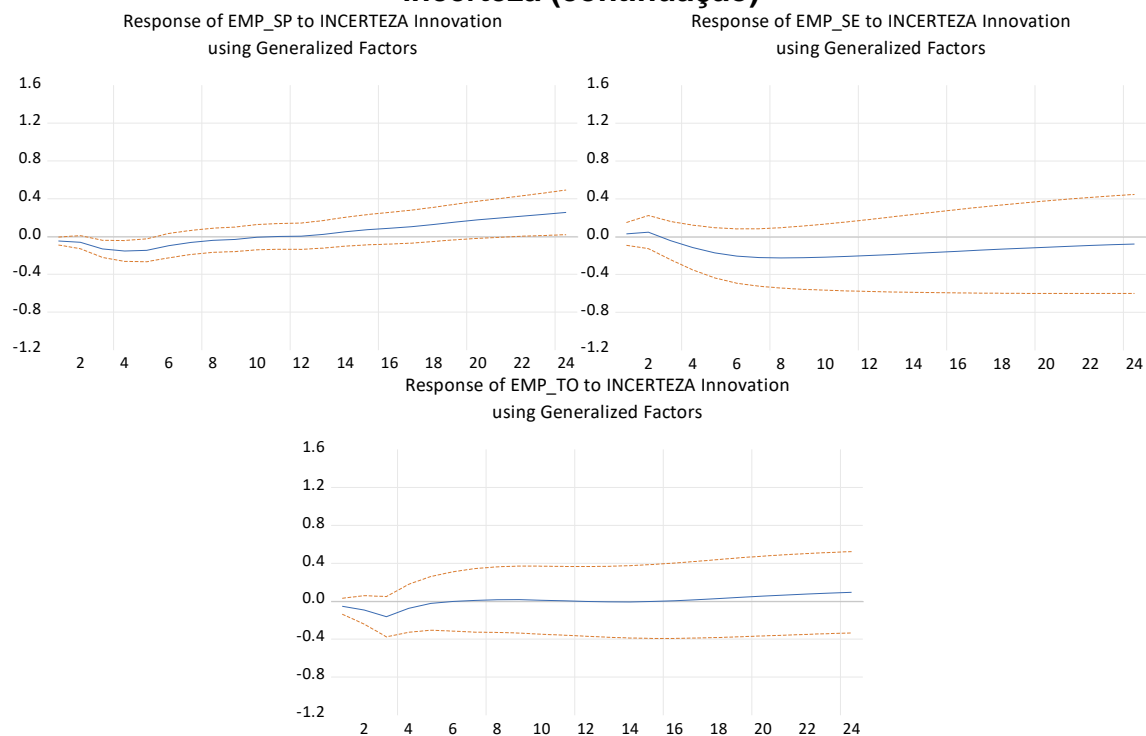 Incerteza (continuação)
Response of EMP_SP to INCERTEZA Innovation
using Generalized Factors
1.6
1.2
0.8
0.4
0.0
-0.4
-0.8
-1.2
2 4 6 8 10 12 14 16 18 20 22 24
Response of EMP_SE to INCERTEZA Innovation
using Generalized Factors
1.6
1.2
0.8
0.4
0.0
-0.4
-0.8
-1.2
2 4 6 8 10 12 14 16 18 20 22 24
Response of EMP_TO to INCERTEZA Innovation
using Generalized Factors
1.6
1.2
0.8
0.4
0.0
-0.4
-0.8
-1.2
2 4 6 8 10 12 14 16 18 20 22 24